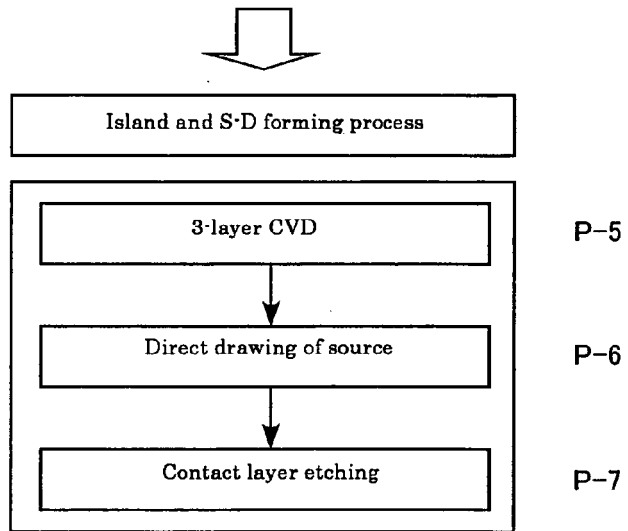 Island and S-D forming process
3-layer CVD
P-5
Direct drawing of source
P-6
Contact layer etching
P-7